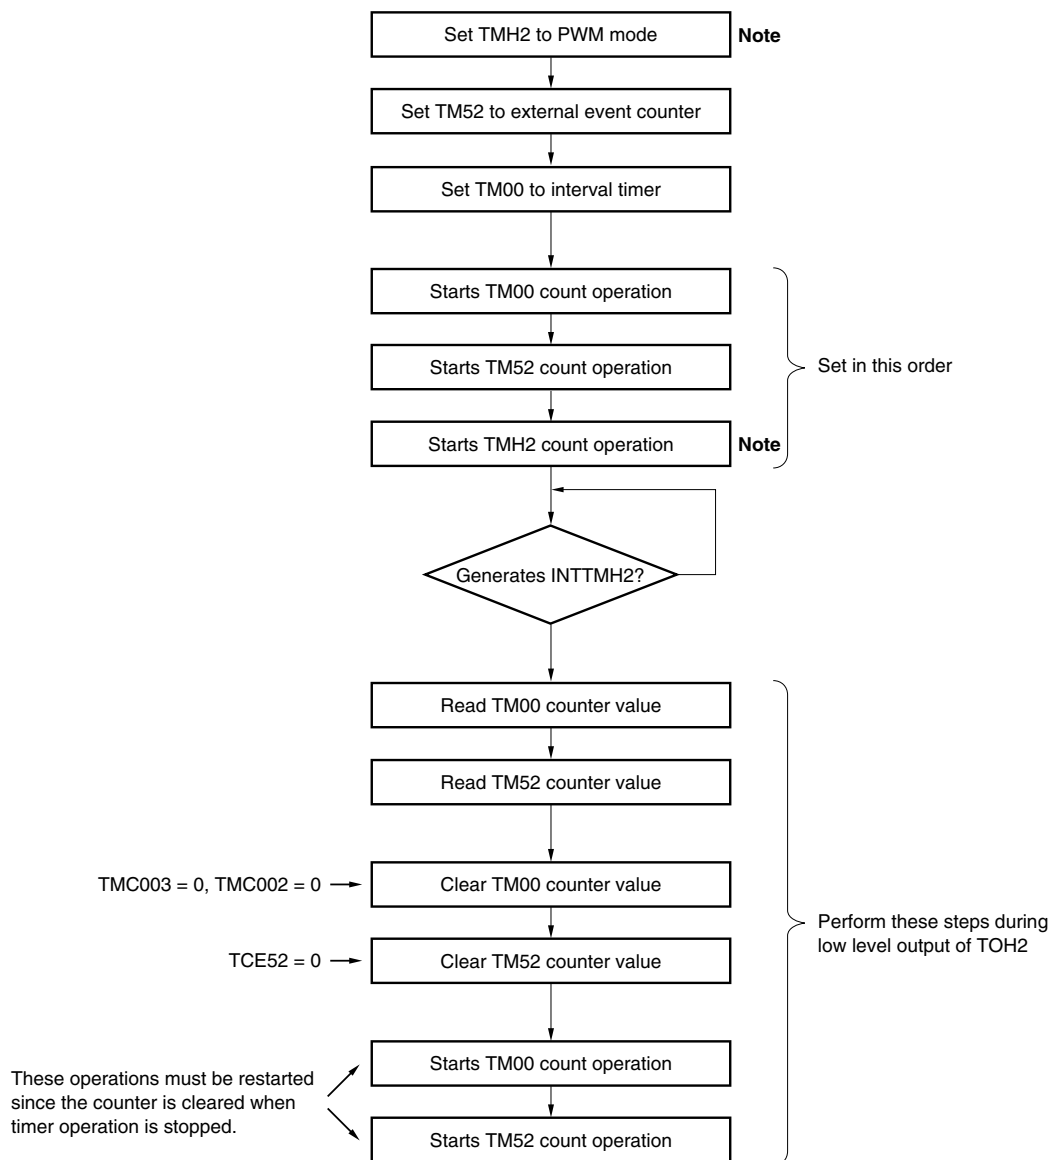 Set TMH2 to PWM mode
Note
Set TM52 to external event counter
Set TM00 to interval timer
Starts TM00 count operation
Starts TM52 count operation
Set in this order
Starts TMH2 count operation
Note
Generates INTTMH2?
Read TM00 counter value
Read TM52 counter value
TMC003 = 0, TMC002 = 0
Clear TM00 counter value
Perform these steps during
low level output of TOH2
TCE52 = 0
Clear TM52 counter value
Starts TM00 count operation
These operations must be restarted
since the counter is cleared when
timer operation is stopped.
Starts TM52 count operation